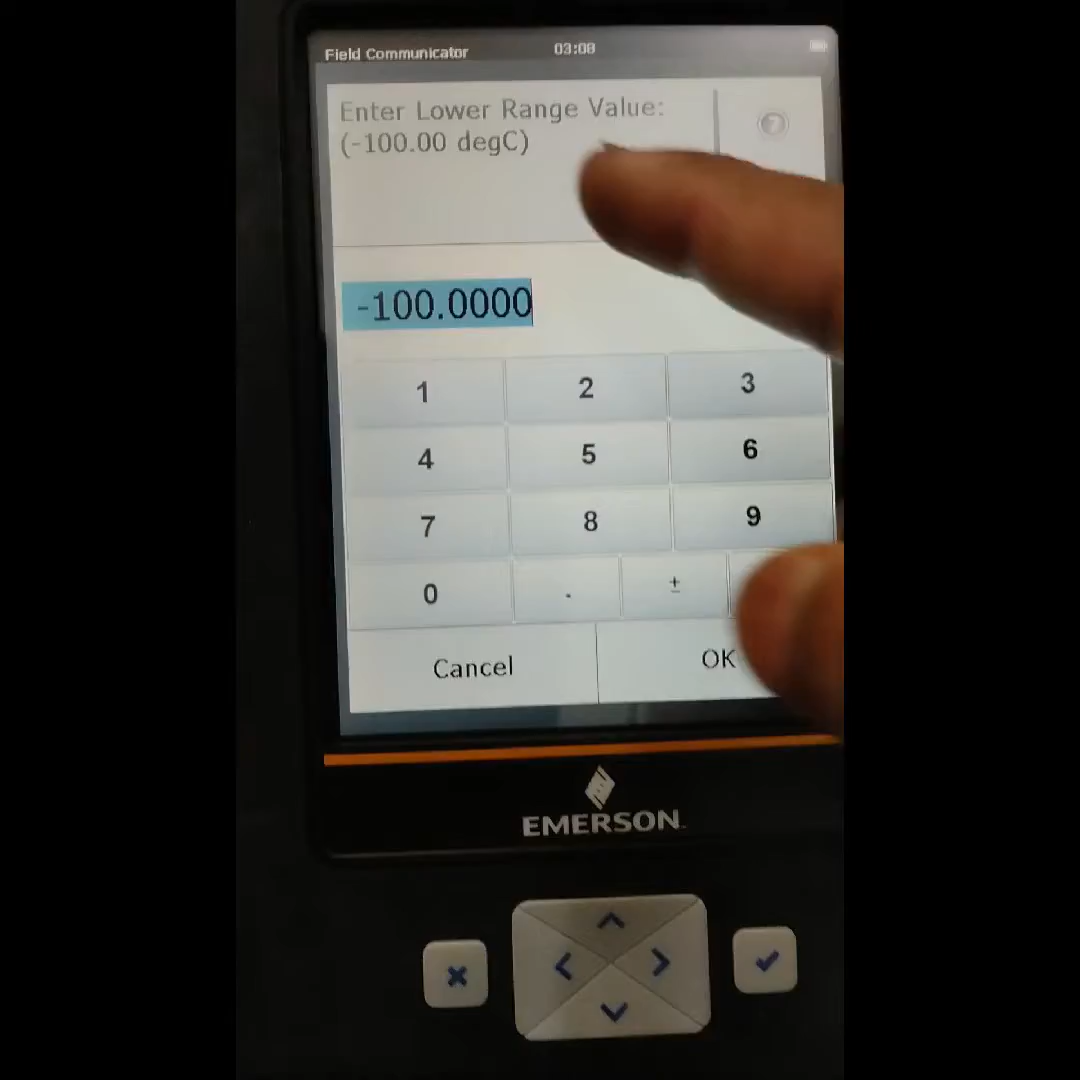 Field Communicator 03:08
Enter Lower Range Value:
(-100.00 degC)
?
-100.0000
1 2 3
4 5 6
7 8 9
0 . ±
Cancel OK
EMERSON